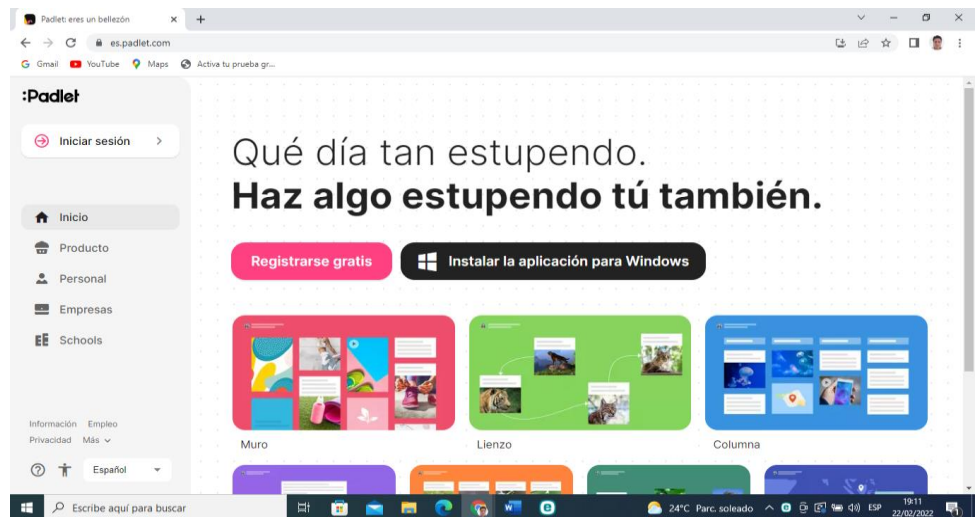 Padlet: eres un bellezón
es.padlet.com
Gmail YouTube Maps Activa tu prueba gr...
:Padlet
Iniciar sesión
Inicio
Producto
Personal
Empresas
Schools
Información Empleo
Privacidad Más
Español
Qué día tan estupendo.
Haz algo estupendo tú también.
Registrarse gratis
Instalar la aplicación para Windows
Muro
Lienzo
Columna
Escribe aquí para buscar
24°C Parc. soleado
ESP
19:11
22/02/2022